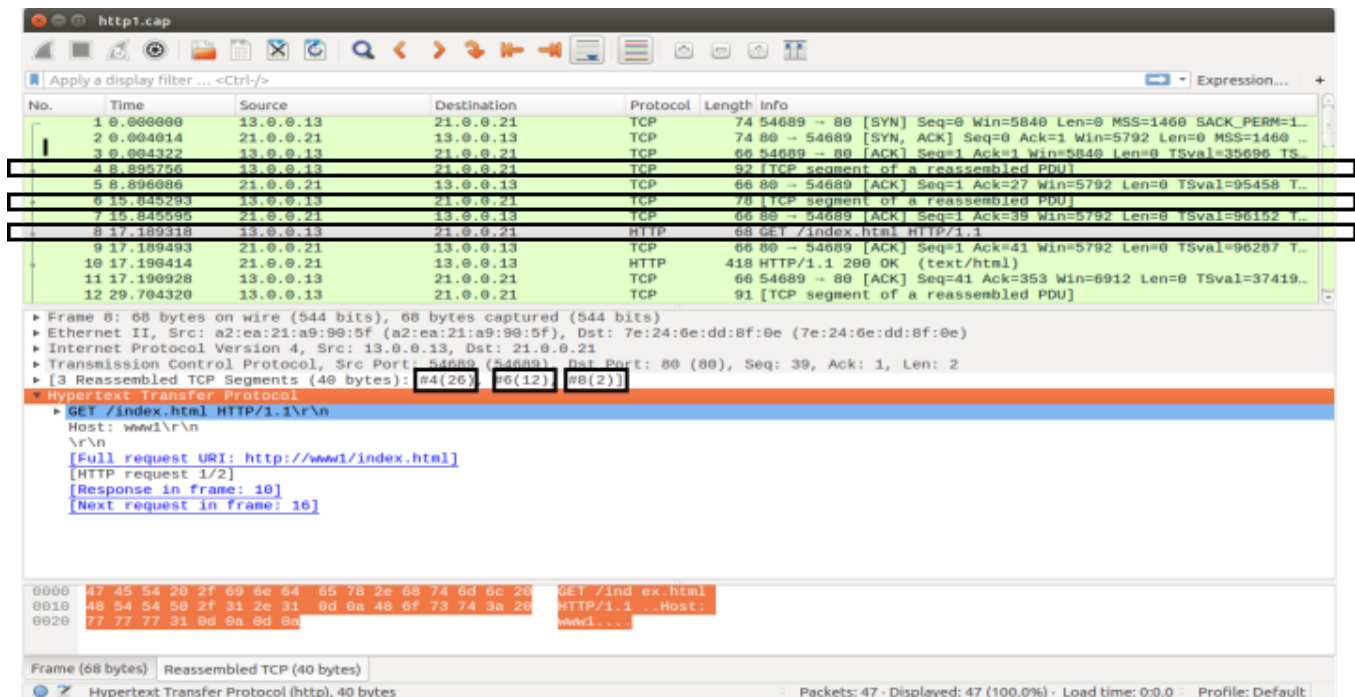 http1.cap
Apply a display filter ... <Ctrl-/>
Expression... +
No. Time Source Destination Protocol Length Info
1 0.000000 13.0.0.13 21.0.0.21 TCP 74 54689 → 80 [SYN] Seq=0 Win=5840 Len=0 MSS=1460 SACK_PERM=1…
2 0.004014 21.0.0.21 13.0.0.13 TCP 74 80 → 54689 [SYN, ACK] Seq=0 Ack=1 Win=5792 Len=0 MSS=1460 …
3 0.004322 13.0.0.13 21.0.0.21 TCP 66 54689 → 80 [ACK] Seq=1 Ack=1 Win=5840 Len=0 TSval=35696 TS…
4 8.895756 13.0.0.13 21.0.0.21 TCP 92 [TCP segment of a reassembled PDU]
5 8.896086 21.0.0.21 13.0.0.13 TCP 66 80 → 54689 [ACK] Seq=1 Ack=27 Win=5792 Len=0 TSval=95458 T…
6 15.845293 13.0.0.13 21.0.0.21 TCP 78 [TCP segment of a reassembled PDU]
7 15.845595 21.0.0.21 13.0.0.13 TCP 66 80 → 54689 [ACK] Seq=1 Ack=39 Win=5792 Len=0 TSval=96152 T…
8 17.189318 13.0.0.13 21.0.0.21 HTTP 68 GET /index.html HTTP/1.1
9 17.189493 21.0.0.21 13.0.0.13 TCP 66 80 → 54689 [ACK] Seq=1 Ack=41 Win=5792 Len=0 TSval=96287 T…
10 17.190414 21.0.0.21 13.0.0.13 HTTP 418 HTTP/1.1 200 OK (text/html)
11 17.190928 13.0.0.13 21.0.0.21 TCP 66 54689 → 80 [ACK] Seq=41 Ack=353 Win=6912 Len=0 TSval=37419…
12 29.704320 13.0.0.13 21.0.0.21 TCP 91 [TCP segment of a reassembled PDU]
Frame 8: 68 bytes on wire (544 bits), 68 bytes captured (544 bits)
Ethernet II, Src: a2:ea:21:a9:90:5f (a2:ea:21:a9:90:5f), Dst: 7e:24:6e:dd:8f:0e (7e:24:6e:dd:8f:0e)
Internet Protocol Version 4, Src: 13.0.0.13, Dst: 21.0.0.21
Transmission Control Protocol, Src Port: 54689 (54689), Dst Port: 80 (80), Seq: 39, Ack: 1, Len: 2
[3 Reassembled TCP Segments (40 bytes): #4(26), #6(12), #8(2)]
Hypertext Transfer Protocol
GET /index.html HTTP/1.1\r\n
Host: www1\r\n
\r\n
[Full request URI: http://www1/index.html]
[HTTP request 1/2]
[Response in frame: 10]
[Next request in frame: 16]
0000 47 45 54 20 2f 69 6e 64 65 78 2e 68 74 6d 6c 20 GET /ind ex.html
0010 48 54 54 50 2f 31 2e 31 0d 0a 48 6f 73 74 3a 20 HTTP/1.1 ..Host:
0020 77 77 77 31 0d 0a 0d 0a www1....
Frame (68 bytes) Reassembled TCP (40 bytes)
Hypertext Transfer Protocol (http), 40 bytes Packets: 47 · Displayed: 47 (100.0%) · Load time: 0:0.0 Profile: Default